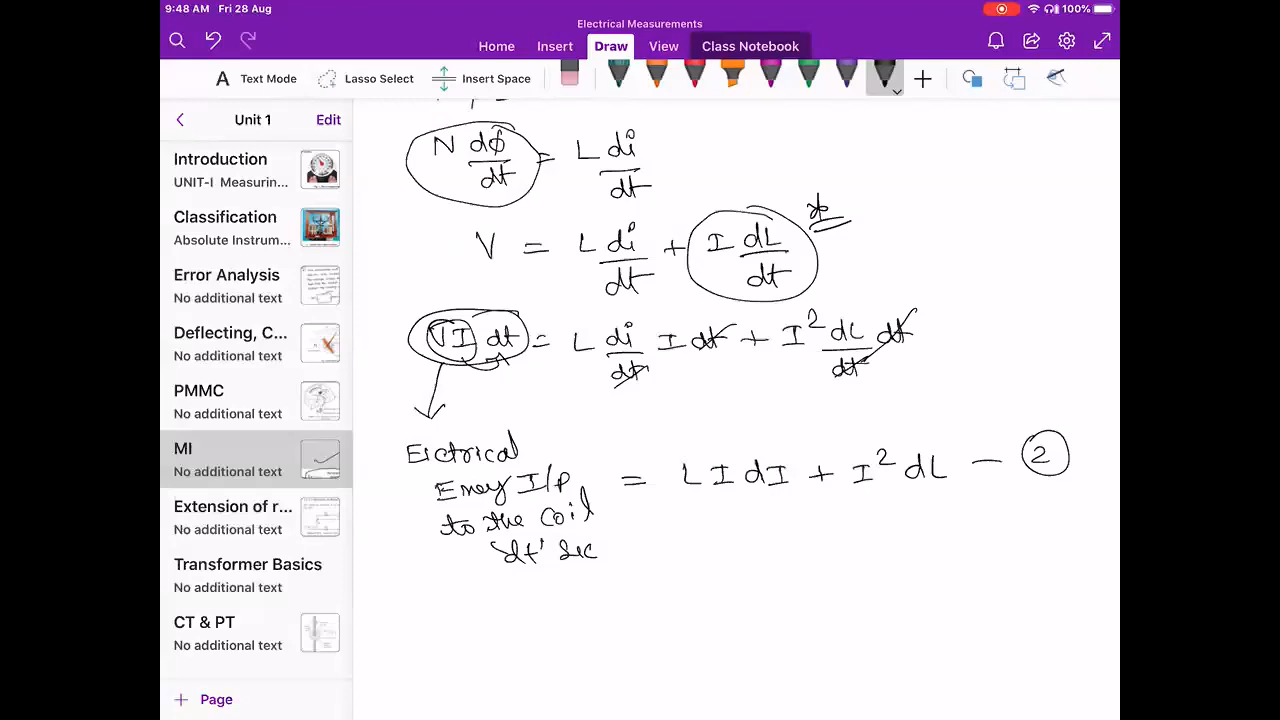 9:48 AM Fri 28 Aug
100%
Electrical Measurements
Home Insert Draw View Class Notebook
Text Mode Lasso Select Insert Space
Unit 1 Edit
Introduction
UNIT-I Measurin...
Classification
Absolute Instrum...
Error Analysis
No additional text
Deflecting, C...
No additional text
PMMC
No additional text
MI
No additional text
Extension of r...
No additional text
Transformer Basics
No additional text
CT & PT
No additional text
+ Page
N dϕ/dt = L di/dt
V = L di/dt + I dL/dt *
VI dt = L di/dt I dt + I² dL/dt dt
Elctrical
Enegy I/P = L I dI + I² dL — 2
to the coil
'dt' sec